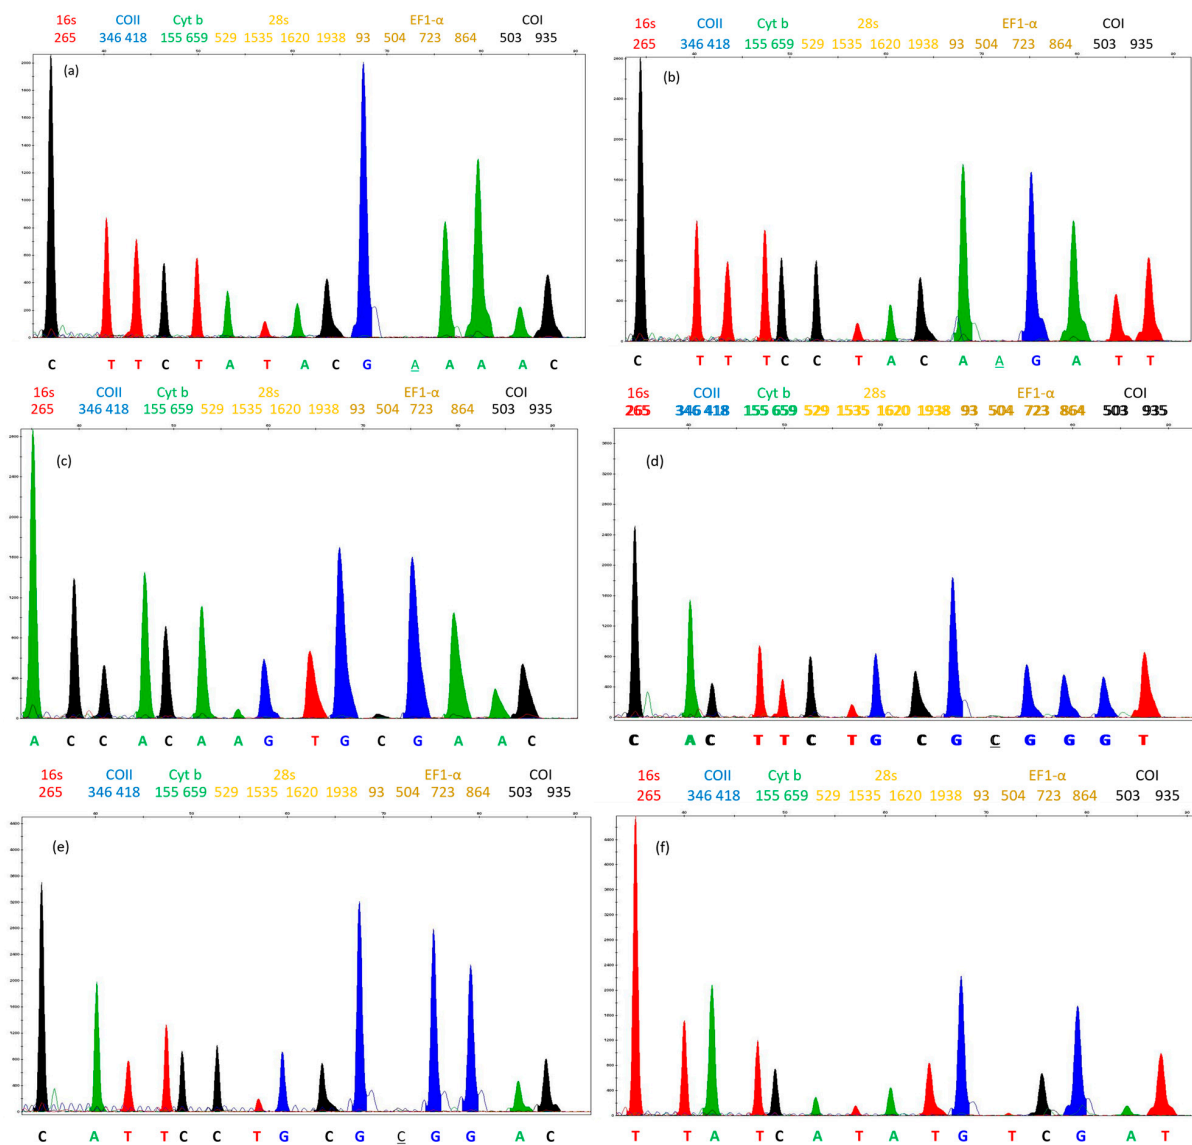 16s COII Cyt b 28s EF1-α COI
265 346 418 155 659 529 1535 1620 1938 93 504 723 864 503 935
(a)
C T T C T A T A C G A A A A C
16s COII Cyt b 28s EF1-α COI
265 346 418 155 659 529 1535 1620 1938 93 504 723 864 503 935
(b)
C T T T C C T A C A A G A T T
16s COII Cyt b 28s EF1-α COI
265 346 418 155 659 529 1535 1620 1938 93 504 723 864 503 935
(c)
A C C A C A A G T G C G A A C
16s COII Cyt b 28s EF1-α COI
265 346 418 155 659 529 1535 1620 1938 93 504 723 864 503 935
(d)
C A C T T C T G C G C G G G T
16s COII Cyt b 28s EF1-α COI
265 346 418 155 659 529 1535 1620 1938 93 504 723 864 503 935
(e)
C A T T C C T G C G C G G A C
16s COII Cyt b 28s EF1-α COI
265 346 418 155 659 529 1535 1620 1938 93 504 723 864 503 935
(f)
T T A T C A T A T G T C G A T